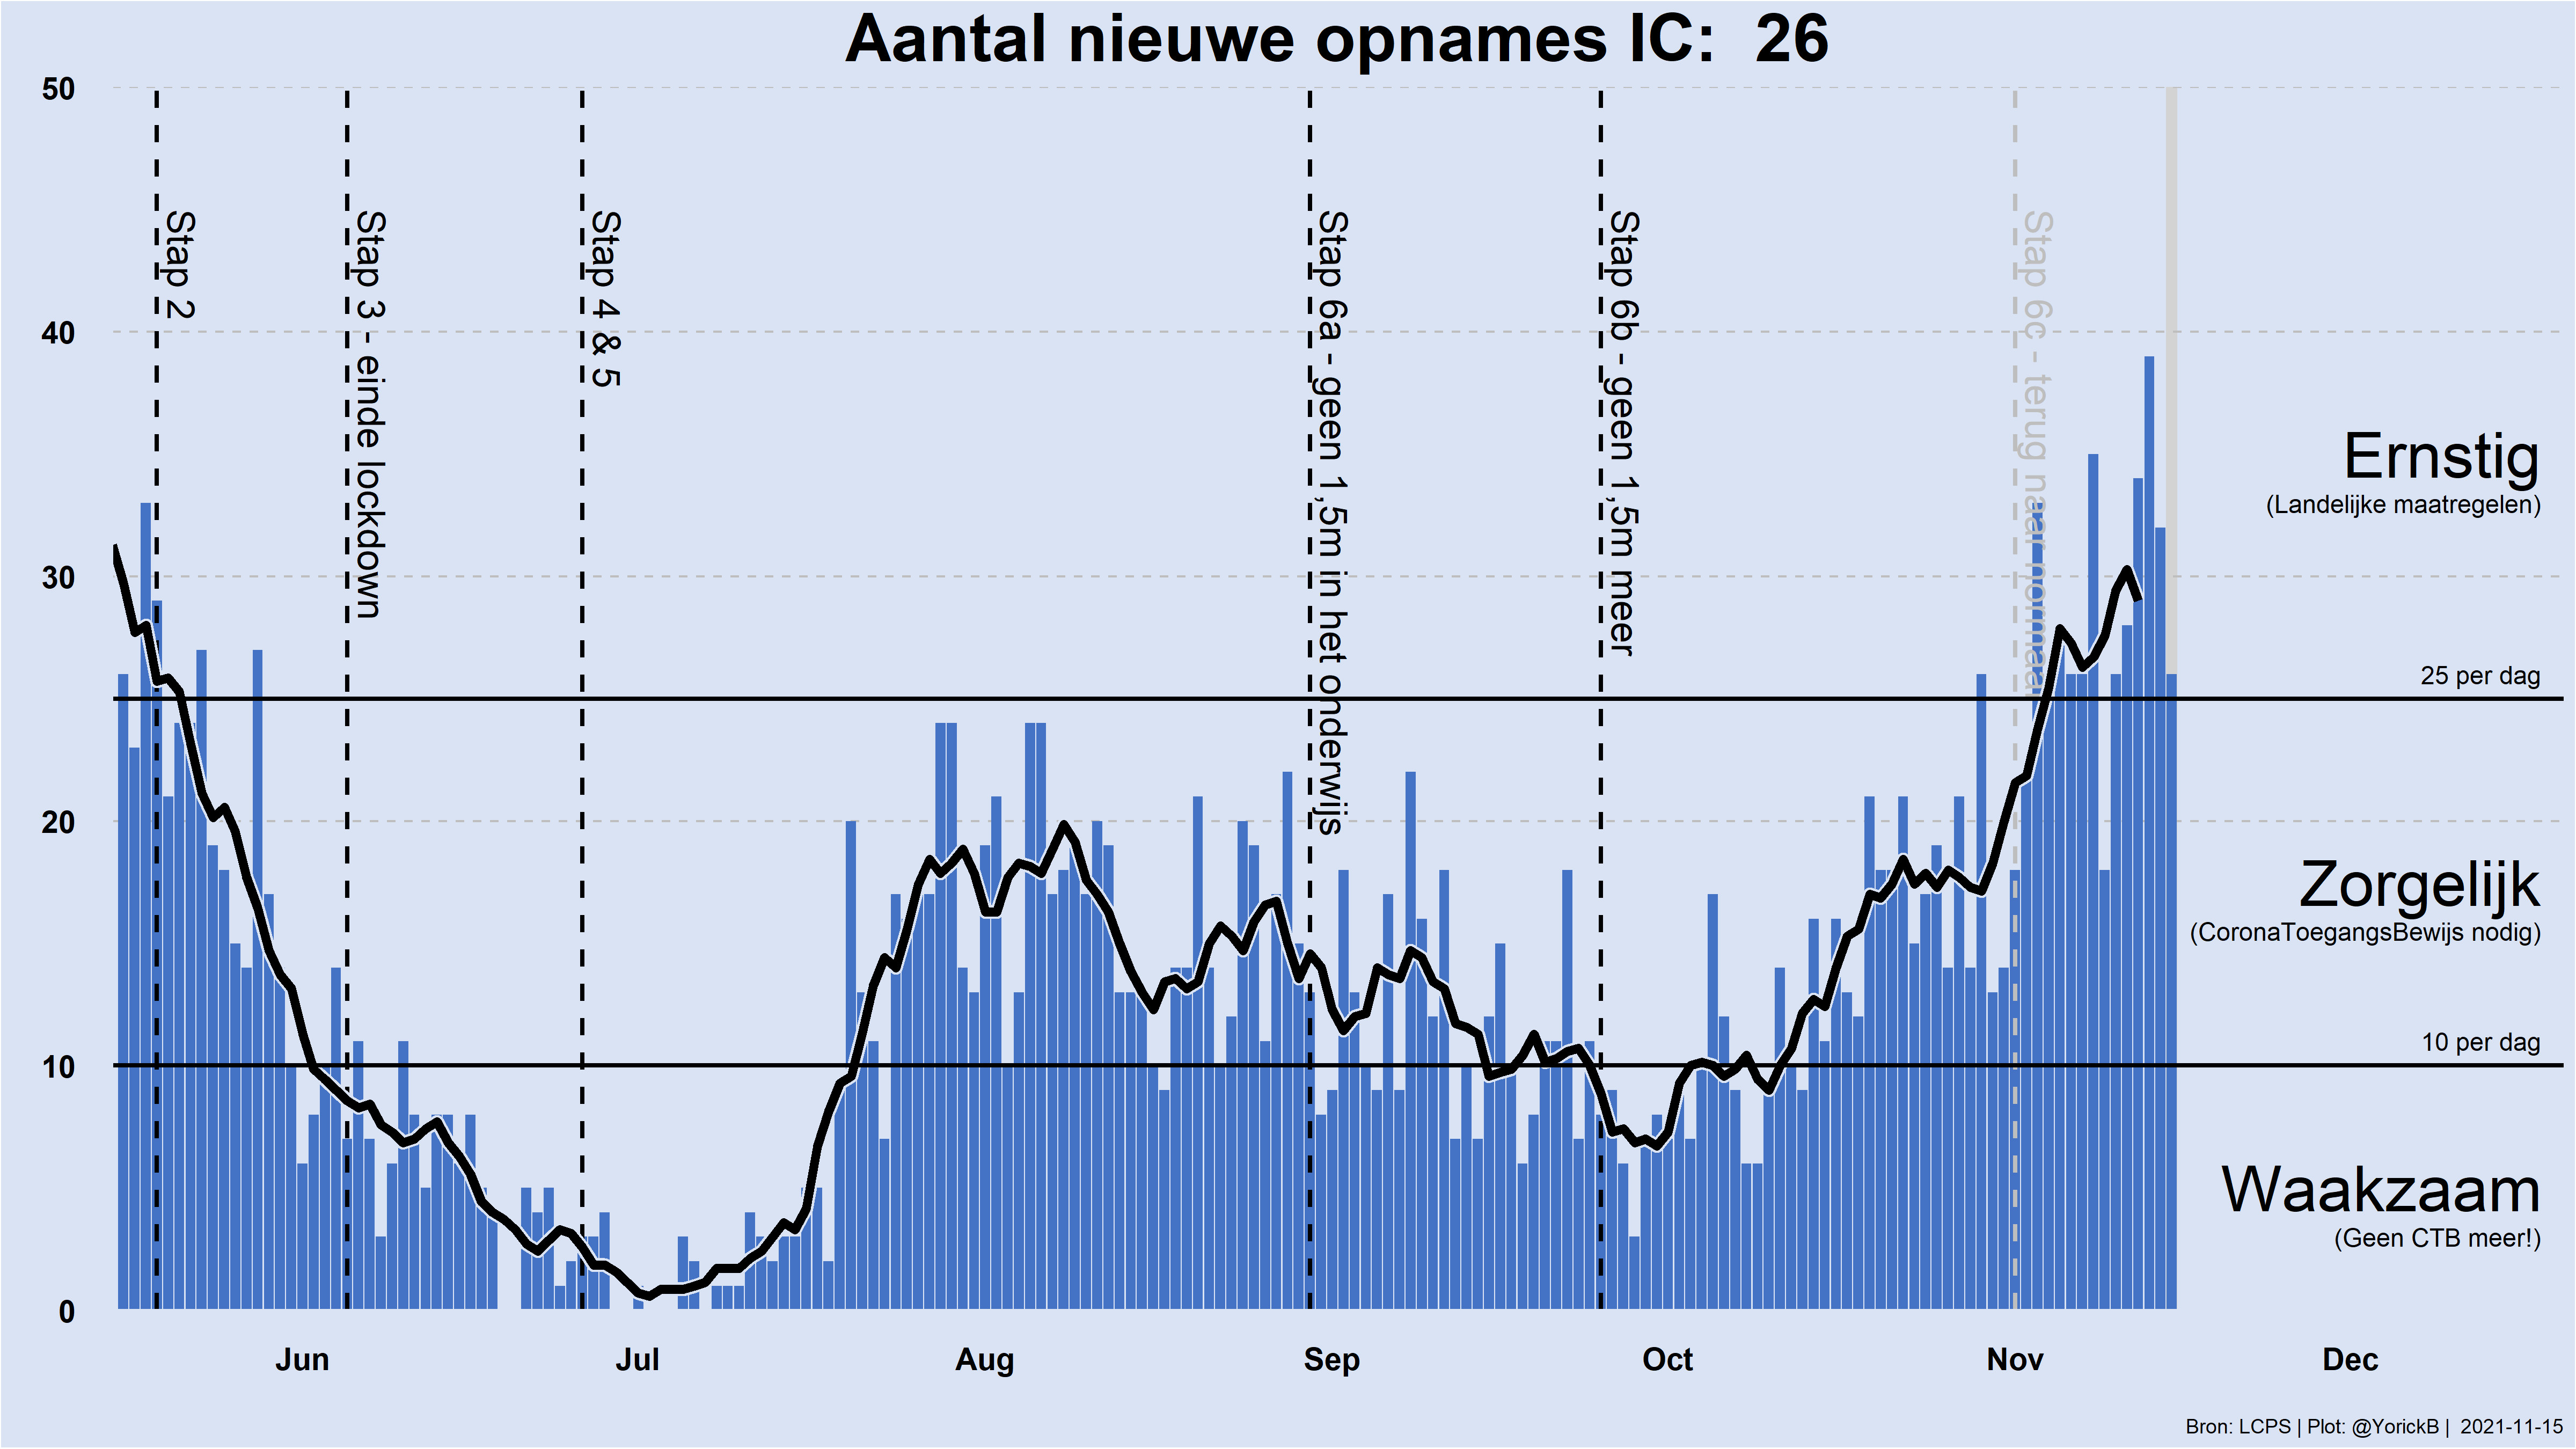 Aantal nieuwe opnames IC: 26
50
40
30
20
10
0
Stap 2
Stap 3 - einde lockdown
Stap 4 & 5
Stap 6a - geen 1,5m in het onderwijs
Stap 6b - geen 1,5m meer
Stap 6c - terug naar normaal
Ernstig
(Landelijke maatregelen)
25 per dag
Zorgelijk
(CoronaToegangsBewijs nodig)
10 per dag
Waakzaam
(Geen CTB meer!)
Jun Jul Aug Sep Oct Nov Dec
Bron: LCPS | Plot: @YorickB | 2021-11-15